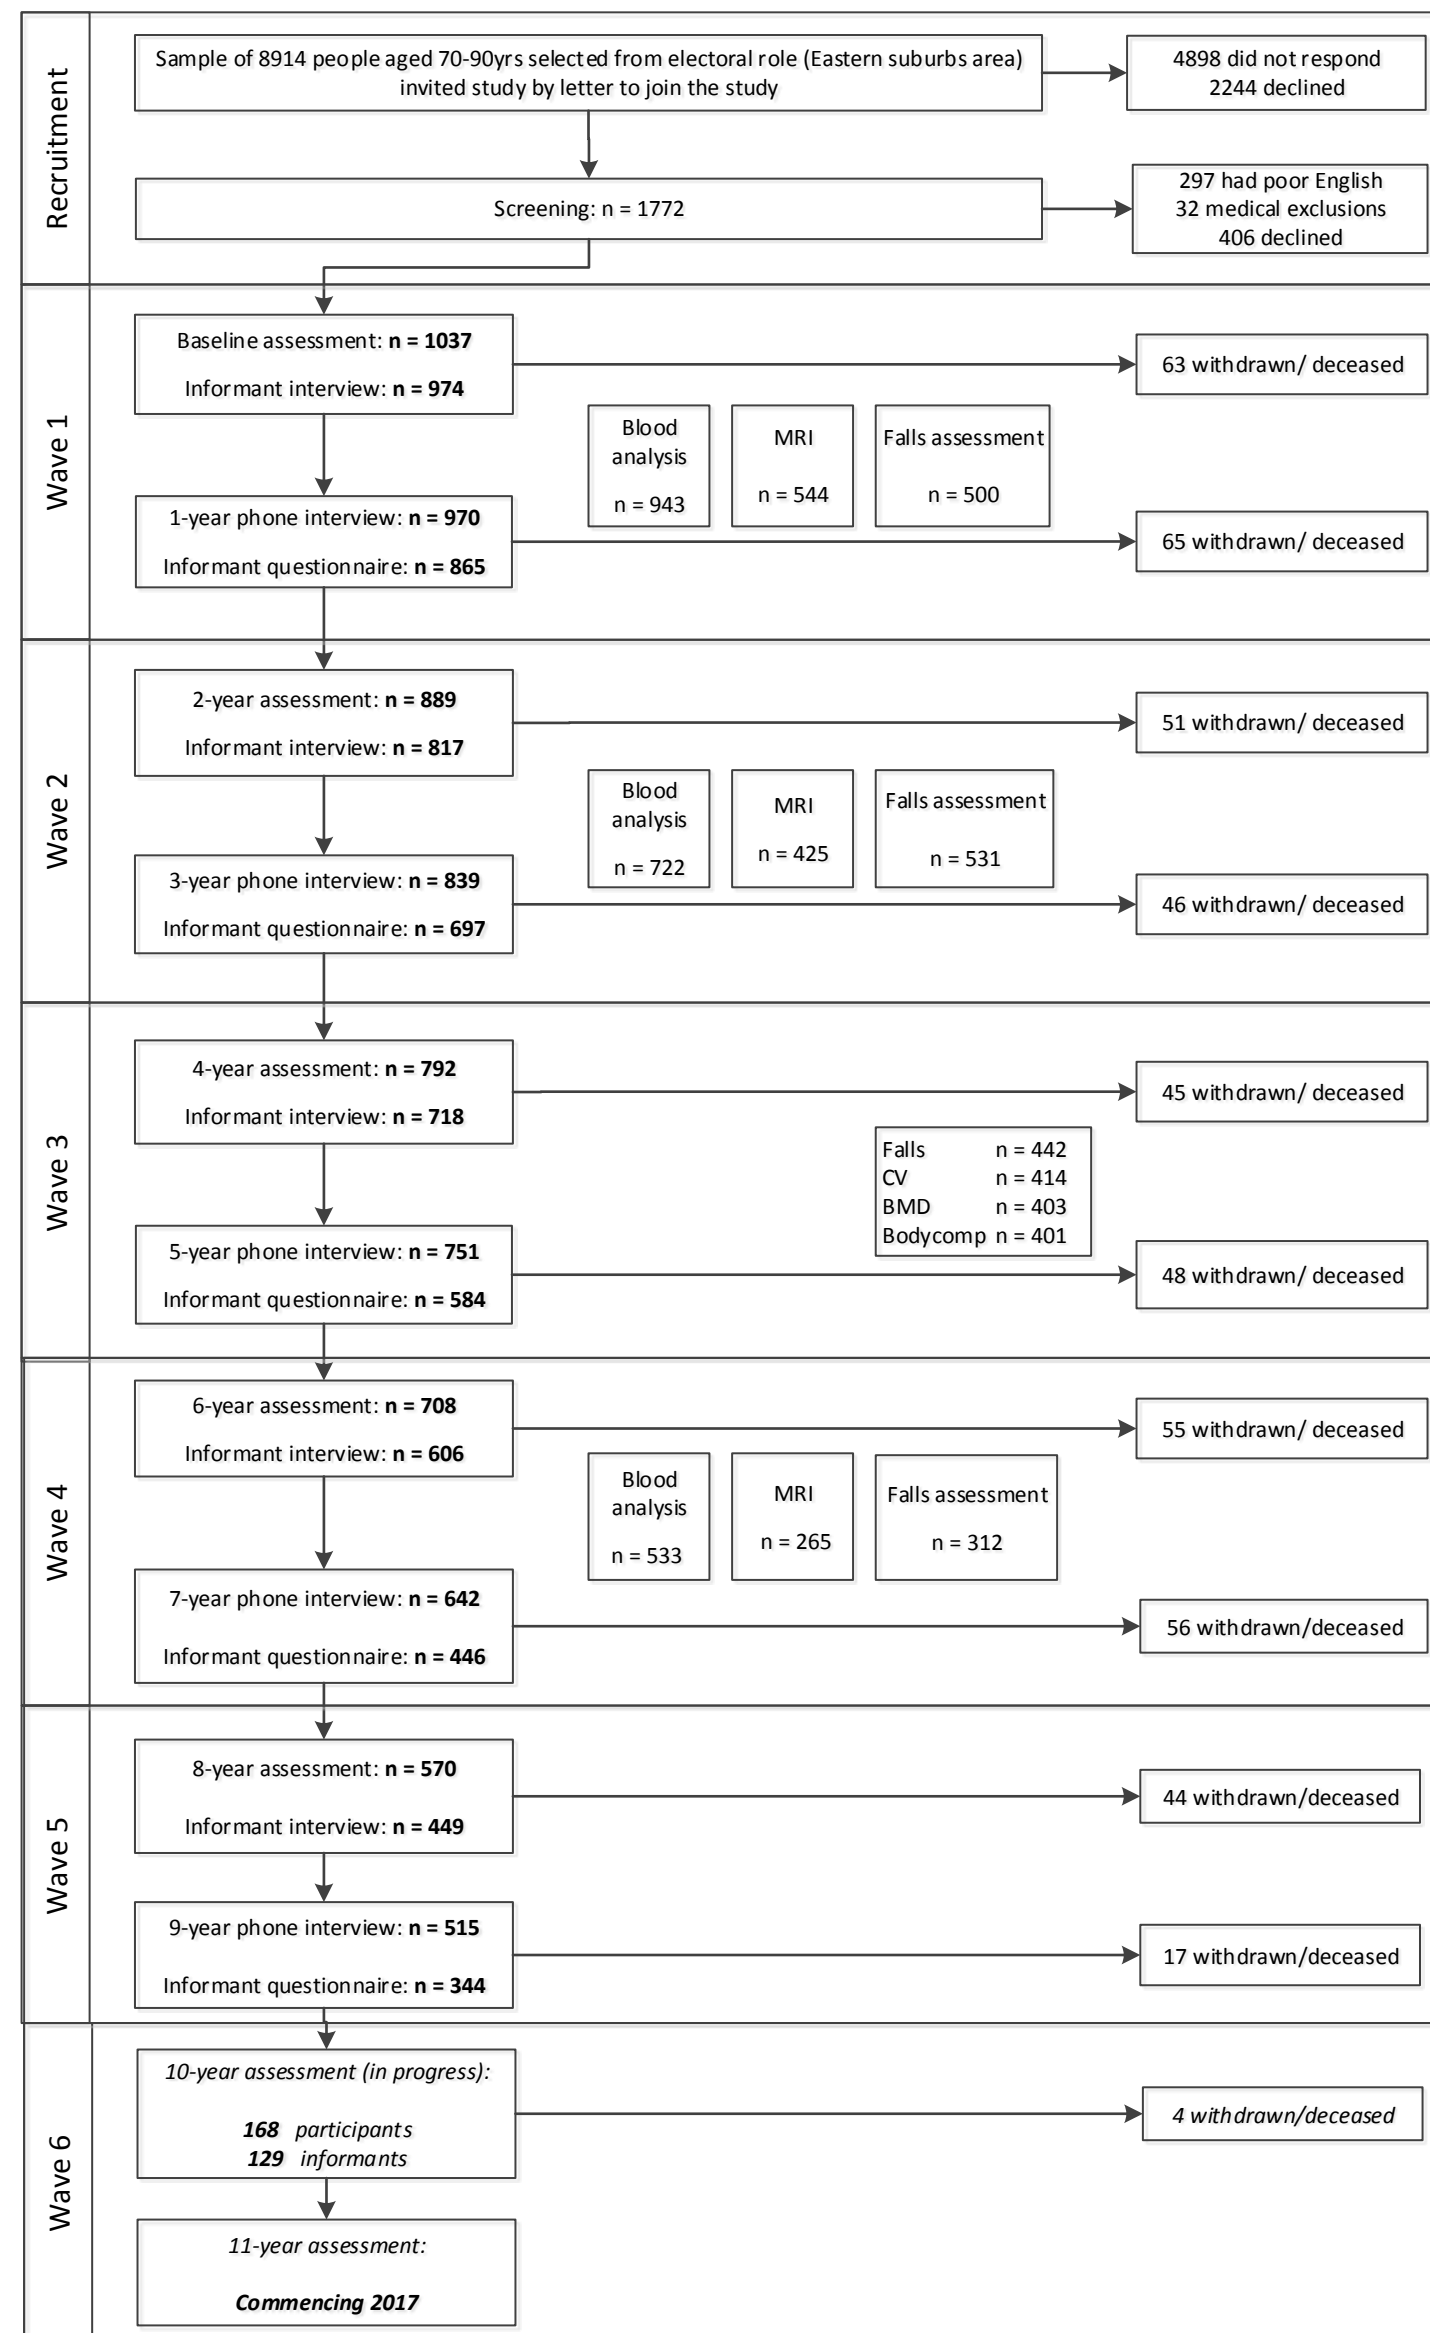 Recruitment
Sample of 8914 people aged 70-90yrs selected from electoral role (Eastern suburbs area)
invited study by letter to join the study
4898 did not respond
2244 declined
Screening: n = 1772
297 had poor English
32 medical exclusions
406 declined
Wave 1
Baseline assessment: n = 1037
Informant interview: n = 974
63 withdrawn/ deceased
Blood
analysis
n = 943
MRI
n = 544
Falls assessment
n = 500
1-year phone interview: n = 970
Informant questionnaire: n = 865
65 withdrawn/ deceased
Wave 2
2-year assessment: n = 889
Informant interview: n = 817
51 withdrawn/ deceased
Blood
analysis
n = 722
MRI
n = 425
Falls assessment
n = 531
3-year phone interview: n = 839
Informant questionnaire: n = 697
46 withdrawn/ deceased
Wave 3
4-year assessment: n = 792
Informant interview: n = 718
45 withdrawn/ deceased
Falls n = 442
CV n = 414
BMD n = 403
Bodycomp n = 401
5-year phone interview: n = 751
Informant questionnaire: n = 584
48 withdrawn/ deceased
Wave 4
6-year assessment: n = 708
Informant interview: n = 606
55 withdrawn/ deceased
Blood
analysis
n = 533
MRI
n = 265
Falls assessment
n = 312
7-year phone interview: n = 642
Informant questionnaire: n = 446
56 withdrawn/deceased
Wave 5
8-year assessment: n = 570
Informant interview: n = 449
44 withdrawn/deceased
9-year phone interview: n = 515
Informant questionnaire: n = 344
17 withdrawn/deceased
Wave 6
10-year assessment (in progress):
168 participants
129 informants
4 withdrawn/deceased
11-year assessment:
Commencing 2017